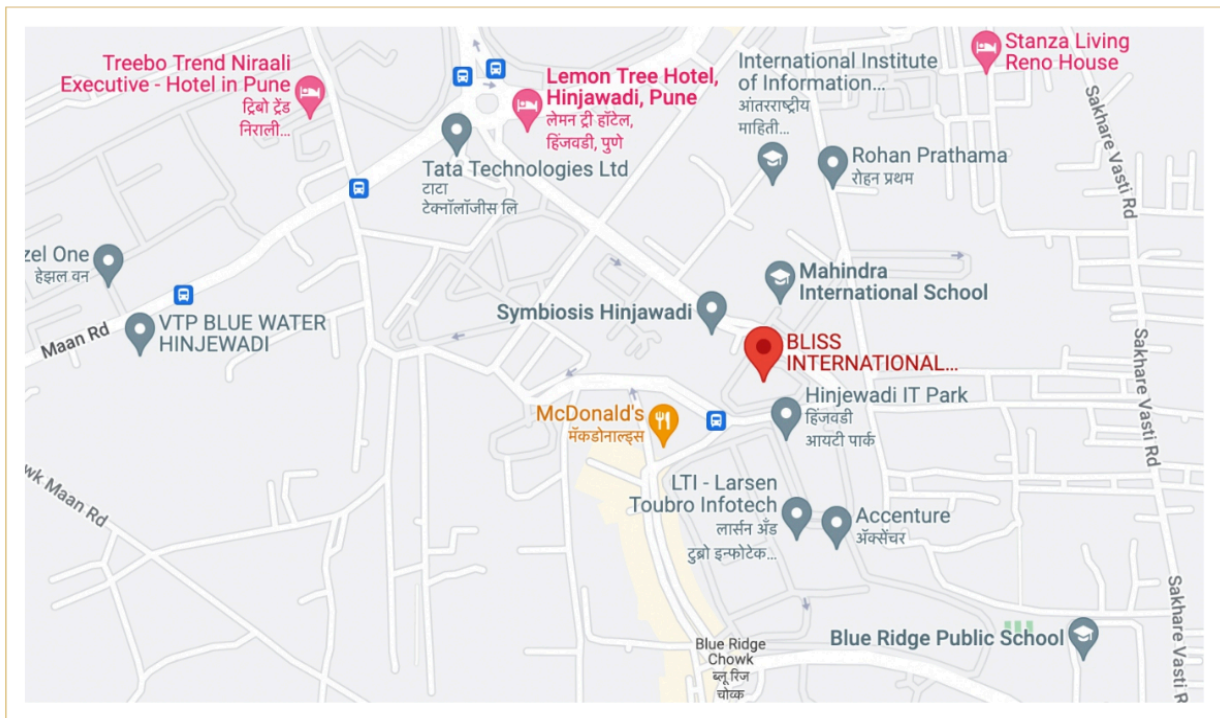 Treebo Trend Niraali
Executive - Hotel in Pune
ट्रिबो ट्रेंड
निराली...
Lemon Tree Hotel,
Hinjawadi, Pune
लेमन ट्री हॉटेल,
हिंजवडी, पुणे
International Institute
of Information...
आंतरराष्ट्रीय
माहिती...
Stanza Living
Reno House
Sakhare Vasti Rd
Tata Technologies Ltd
टाटा
टेक्नॉलॉजीस लि
Rohan Prathama
रोहन प्रथम
zel One
हेझल वन
Mahindra
International School
Symbiosis Hinjawadi
VTP BLUE WATER
HINJEWADI
Maan Rd
BLISS
INTERNATIONAL...
Sakhare Vasti Rd
Hinjewadi IT Park
हिंजवडी
आयटी पार्क
McDonald's
मॅकडोनाल्ड्स
wk Maan Rd
LTI - Larsen
Toubro Infotech
लार्सन अँड
टुब्रो इन्फोटेक...
Accenture
ॲक्सेंचर
Sakhare Vasti Rd
Blue Ridge Public School
Blue Ridge
Chowk
ब्लू रिज
चोव्क